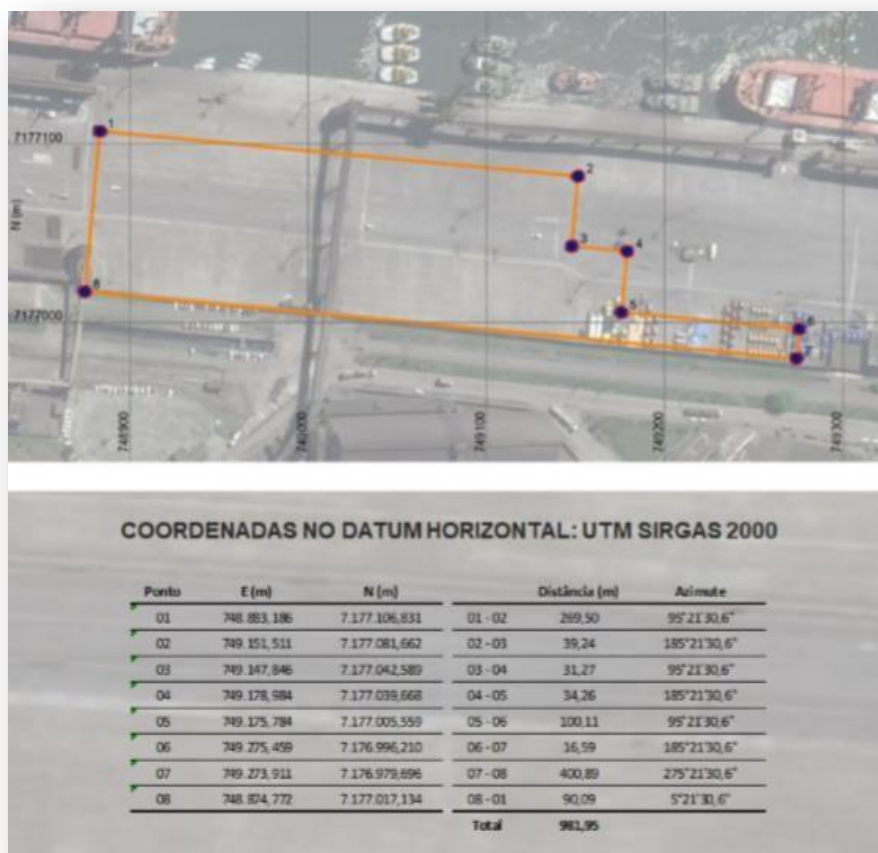 1
7177100
2
N (m)
3
4
8
5
6
7177000
7
748900
749000
749100
749200
749300
COORDENADAS NO DATUM HORIZONTAL: UTM SIRGAS 2000
Ponto E (m) N (m) Distância (m) Azimute
01 748.883,186 7.177.106,831 01 - 02 269,50 95°21'30,6"
02 749.151,511 7.177.081,662 02 - 03 39,24 185°21'30,6"
03 749.147,846 7.177.042,589 03 - 04 31,27 95°21'30,6"
04 749.178,984 7.177.039,668 04 - 05 34,26 185°21'30,6"
05 749.175,784 7.177.005,559 05 - 06 100,11 95°21'30,6"
06 749.275,459 7.176.996,210 06 - 07 16,59 185°21'30,6"
07 749.273,911 7.176.979,696 07 - 08 400,89 275°21'30,6"
08 748.874,772 7.177.017,134 08 - 01 90,09 5°21'30,6"
Total 981,95